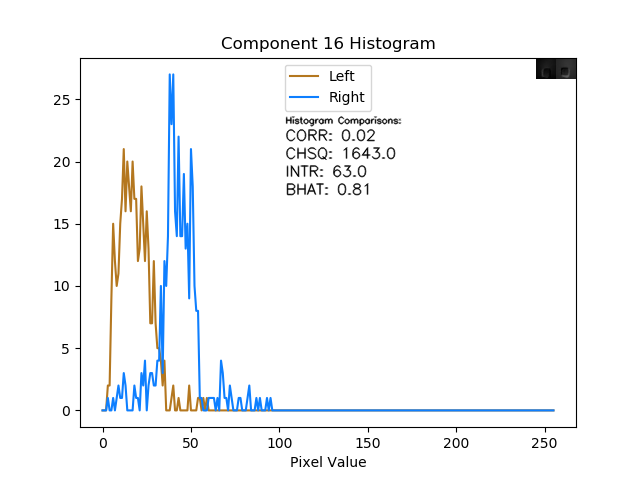 Component 16 Histogram
Left
Right
Histogram Comparisons:
CORR: 0.02
CHSQ: 1643.0
INTR: 63.0
BHAT: 0.81
25
20
15
10
5
0
0 50 100 150 200 250
Pixel Value